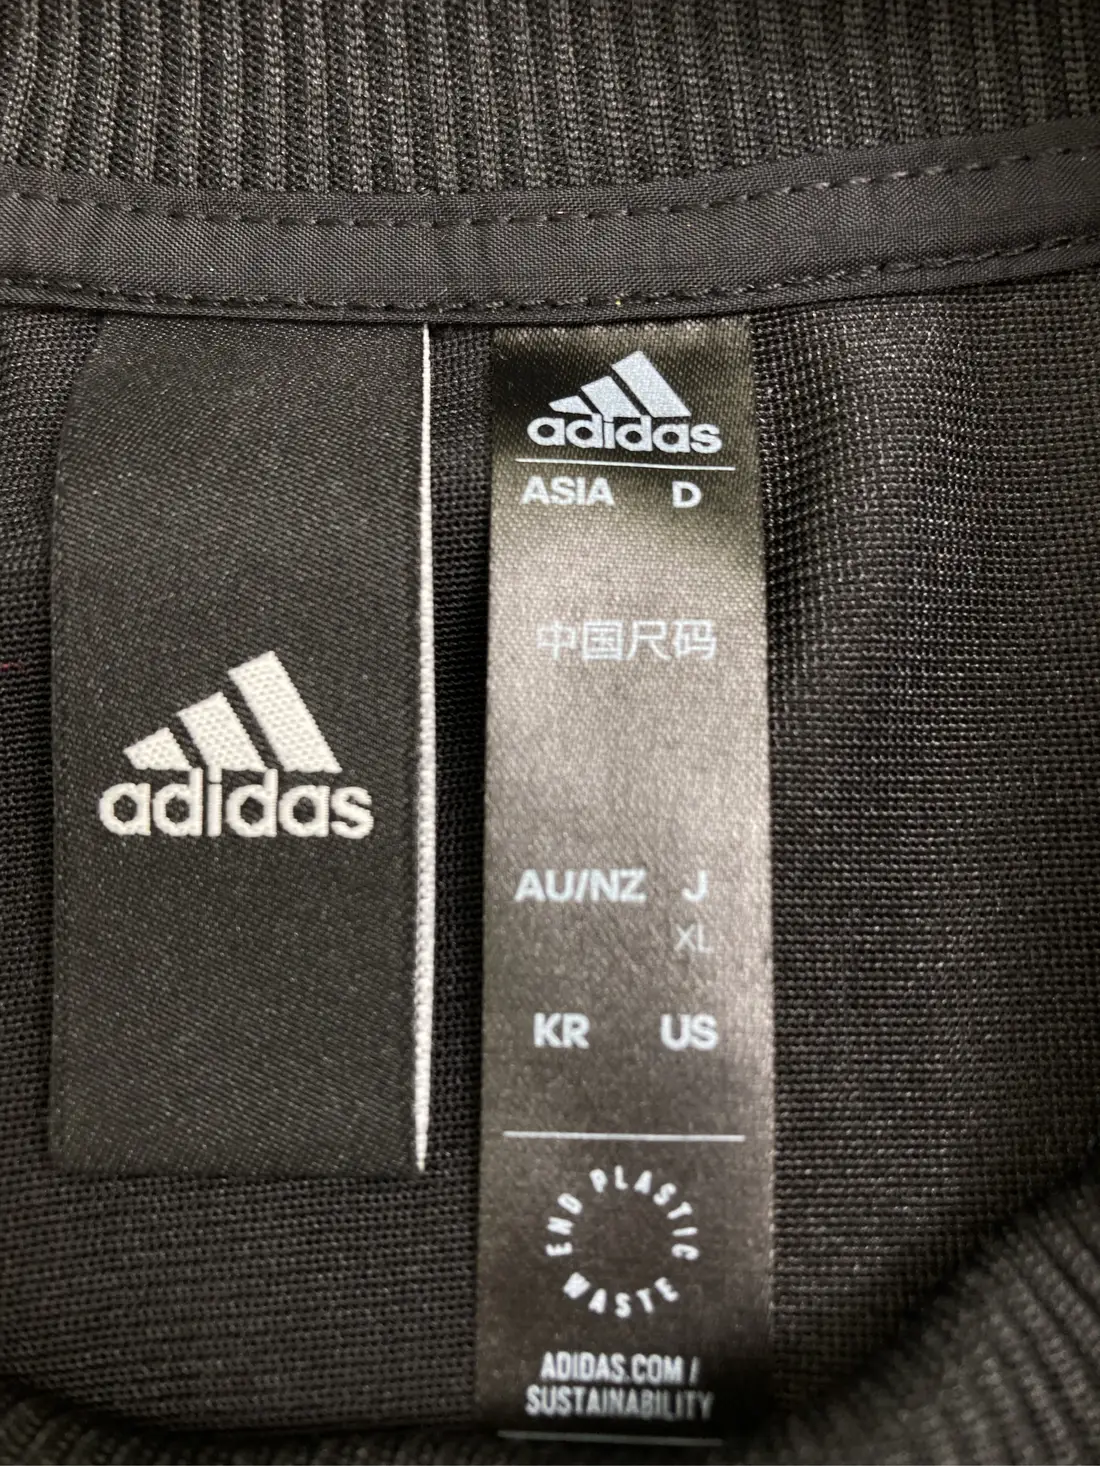 adidas
adidas
ASIA D
中国尺码
AU/NZ J
XL
KR US
END PLASTIC WASTE
ADIDAS.COM /
SUSTAINABILITY